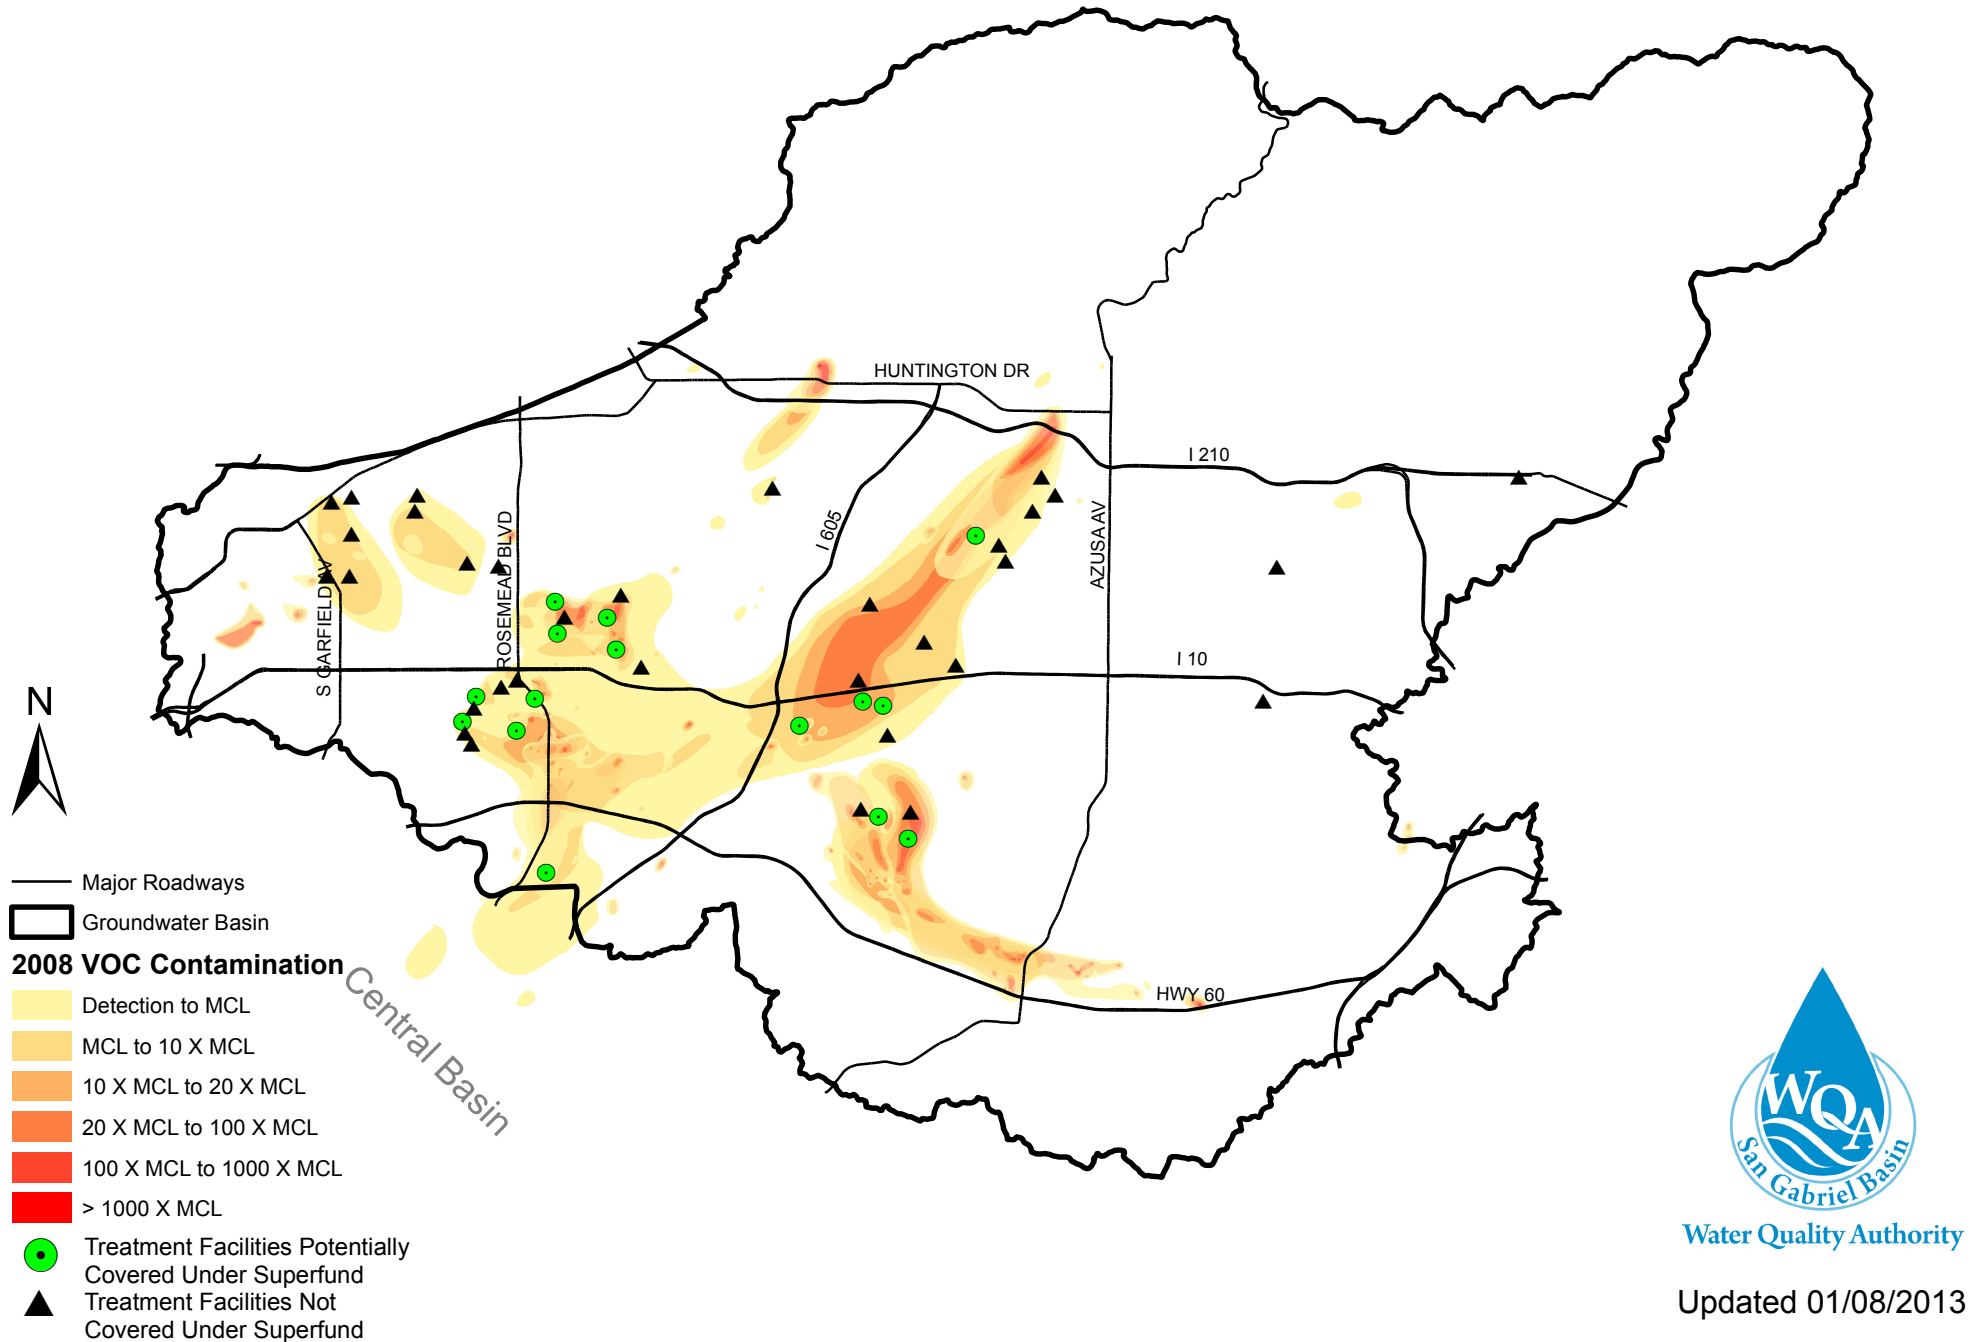 HUNTINGTON DR
I 210
I 605
AZUSA AV
ROSEMEAD BLVD
S GARFIELD AV
I 10
N
HWY 60
Central Basin
Major Roadways
Groundwater Basin
2008 VOC Contamination
Detection to MCL
MCL to 10 X MCL
10 X MCL to 20 X MCL
20 X MCL to 100 X MCL
100 X MCL to 1000 X MCL
> 1000 X MCL
Treatment Facilities Potentially
Covered Under Superfund
Treatment Facilities Not
Covered Under Superfund
WQA
San Gabriel Basin
Water Quality Authority
Updated 01/08/2013